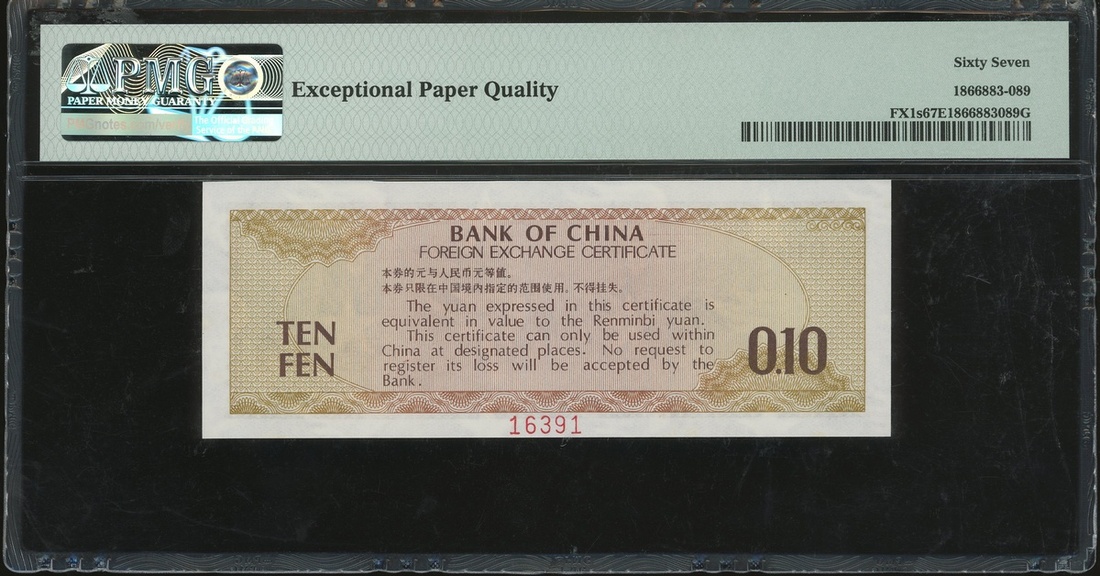 PMG
PAPER MONEY GUARANTY
Exceptional Paper Quality
Sixty Seven
1866883-089
FX1s67E1866883089G
BANK OF CHINA
FOREIGN EXCHANGE CERTIFICATE
本券的元与人民币元等值。
本券只限在中国境内指定的范围使用。不得挂失。
The yuan expressed in this certificate is
equivalent in value to the Renminbi yuan.
This certificate can only be used within
China at designated places. No request to
register its loss will be accepted by the
Bank.
TEN
FEN
0.10
16391